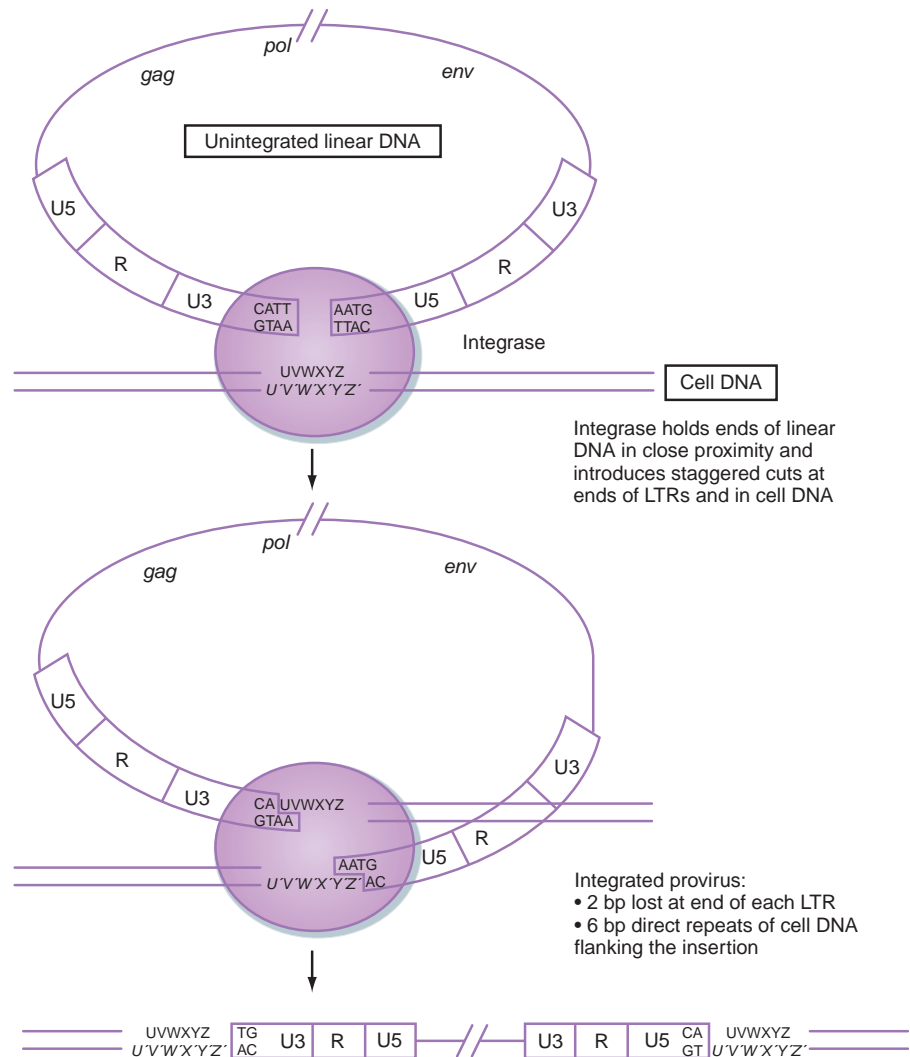 pol
gag
env
Unintegrated linear DNA
U5
U3
R
R
U3
U5
CATT
AATG
GTAA
TTAC
Integrase
UVWXYZ
U´V´W´X´Y´Z´
Cell DNA
Integrase holds ends of linear
DNA in close proximity and
introduces staggered cuts at
ends of LTRs and in cell DNA
pol
gag
env
U5
U3
R
R
U3
U5
CA UVWXYZ
GTAA
AATG
U´V´W´X´Y´Z´ AC
Integrated provirus:
• 2 bp lost at end of each LTR
• 6 bp direct repeats of cell DNA
flanking the insertion
UVWXYZ TG U3 R U5 U3 R U5 CA UVWXYZ
U´V´W´X´Y´Z´ AC GT U´V´W´X´Y´Z´